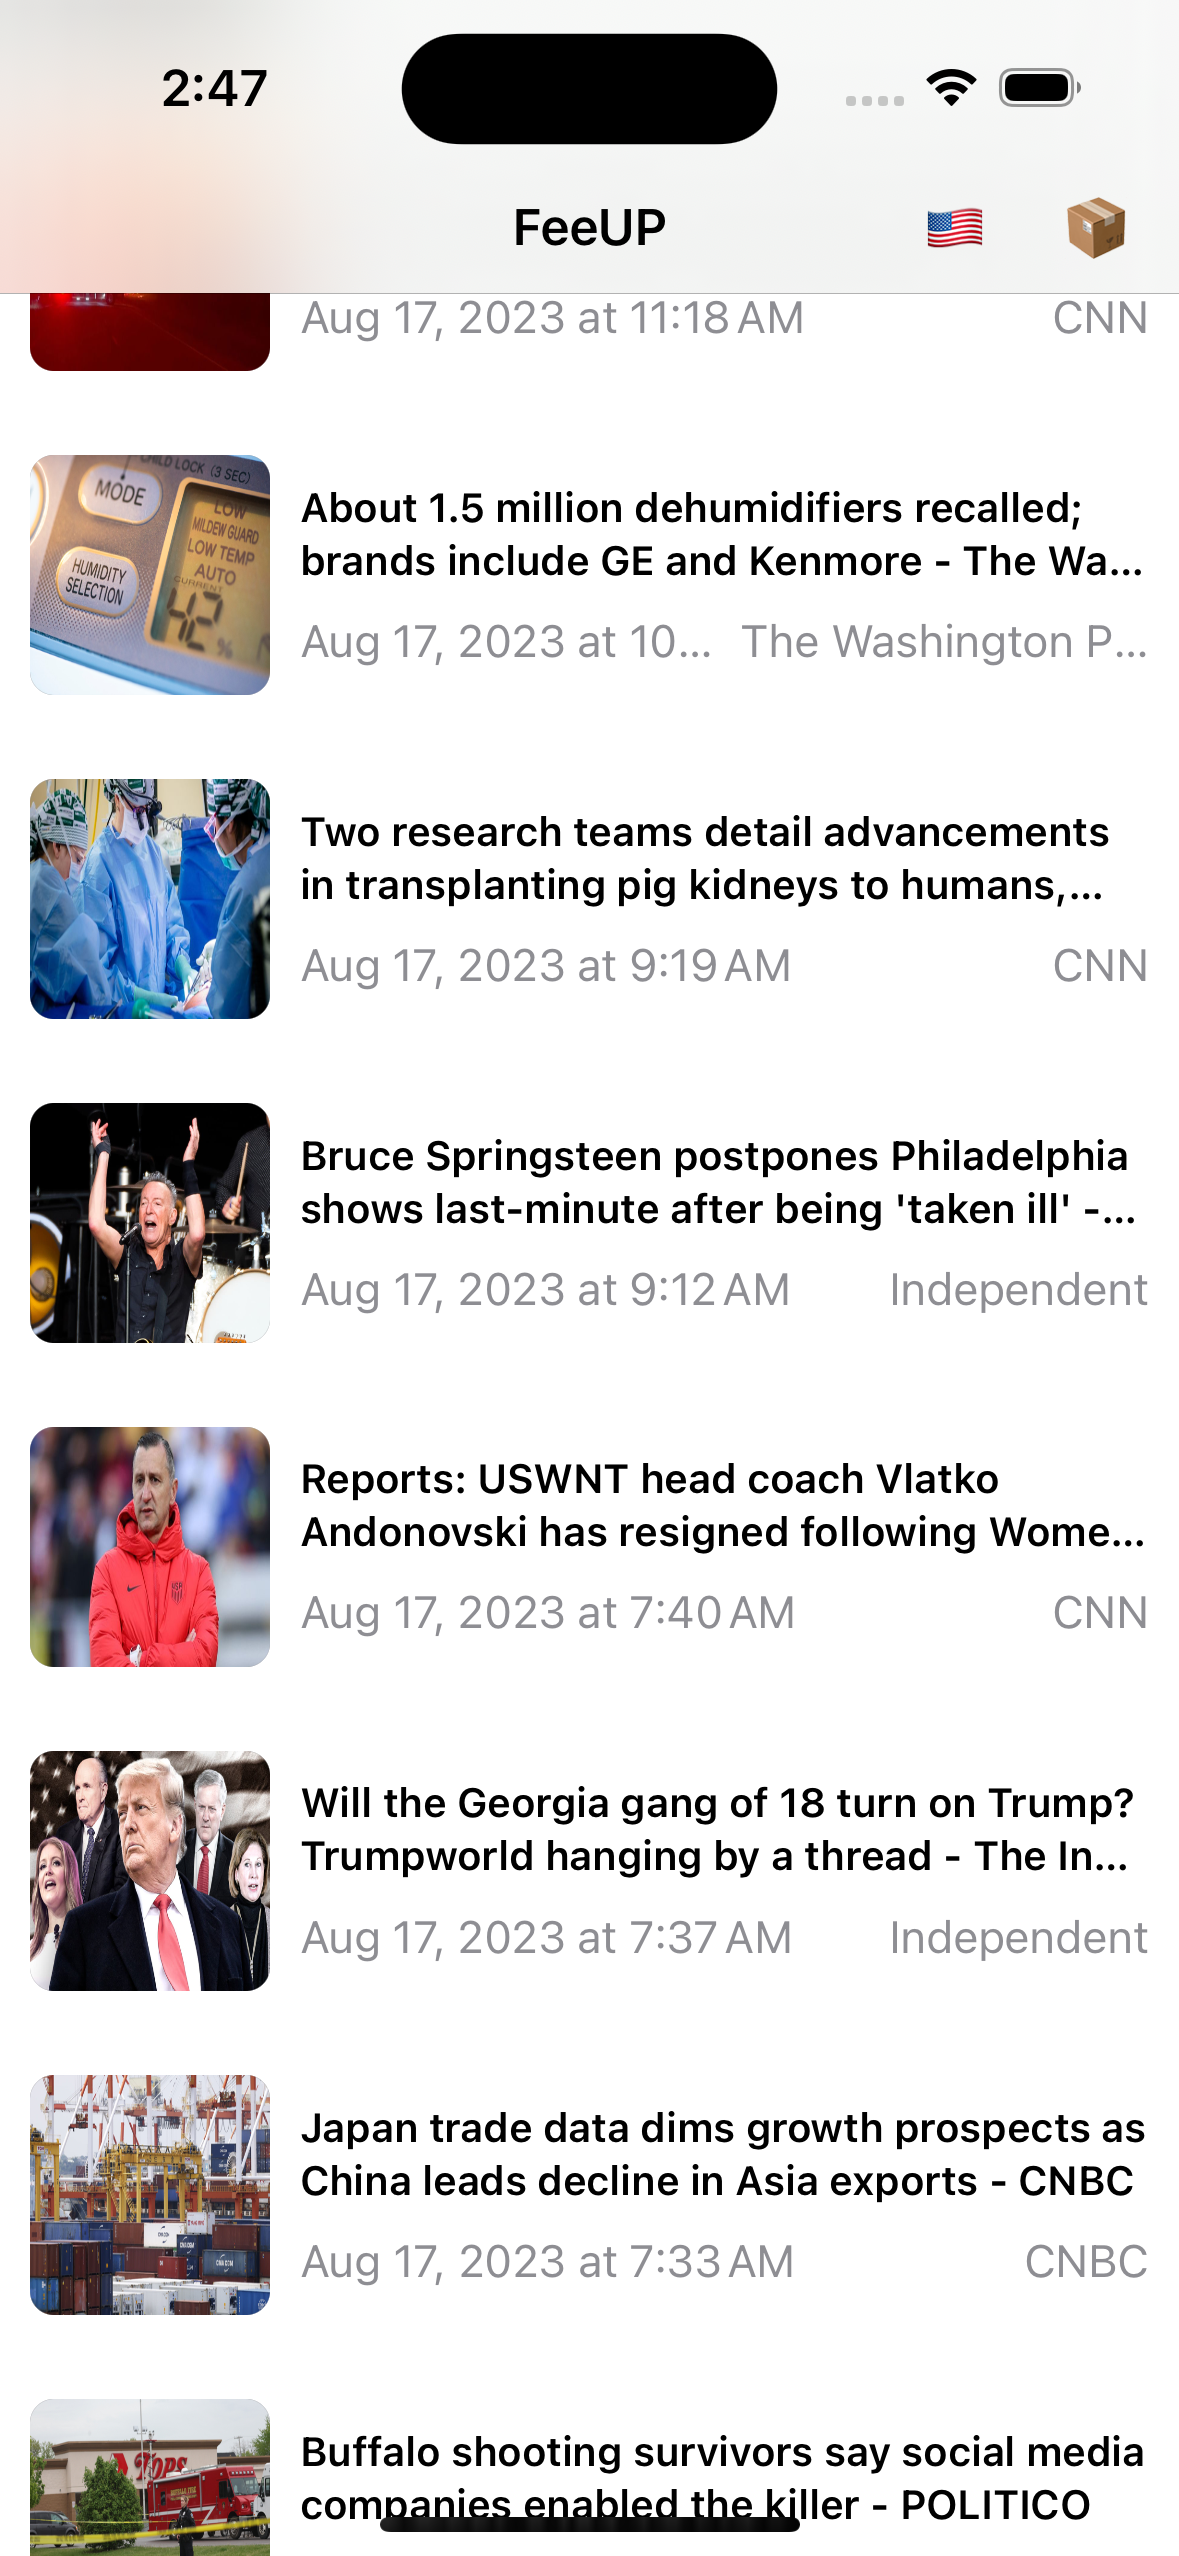 2:47
FeeUP
Aug 17, 2023 at 11:18 AM CNN
CHILD LOCK (3 SEC)
MODE
LOW
MILDEW GUARD
LOW TEMP
AUTO
HUMIDITY
SELECTION
CURRENT
42 %
About 1.5 million dehumidifiers recalled;
brands include GE and Kenmore - The Wa...
Aug 17, 2023 at 10... The Washington P...
Two research teams detail advancements
in transplanting pig kidneys to humans,...
Aug 17, 2023 at 9:19 AM CNN
Bruce Springsteen postpones Philadelphia
shows last-minute after being 'taken ill' -...
Aug 17, 2023 at 9:12 AM Independent
Reports: USWNT head coach Vlatko
Andonovski has resigned following Wome...
Aug 17, 2023 at 7:40 AM CNN
Will the Georgia gang of 18 turn on Trump?
Trumpworld hanging by a thread - The In...
Aug 17, 2023 at 7:37 AM Independent
Japan trade data dims growth prospects as
China leads decline in Asia exports - CNBC
Aug 17, 2023 at 7:33 AM CNBC
TOPS
Buffalo shooting survivors say social media
companies enabled the killer - POLITICO